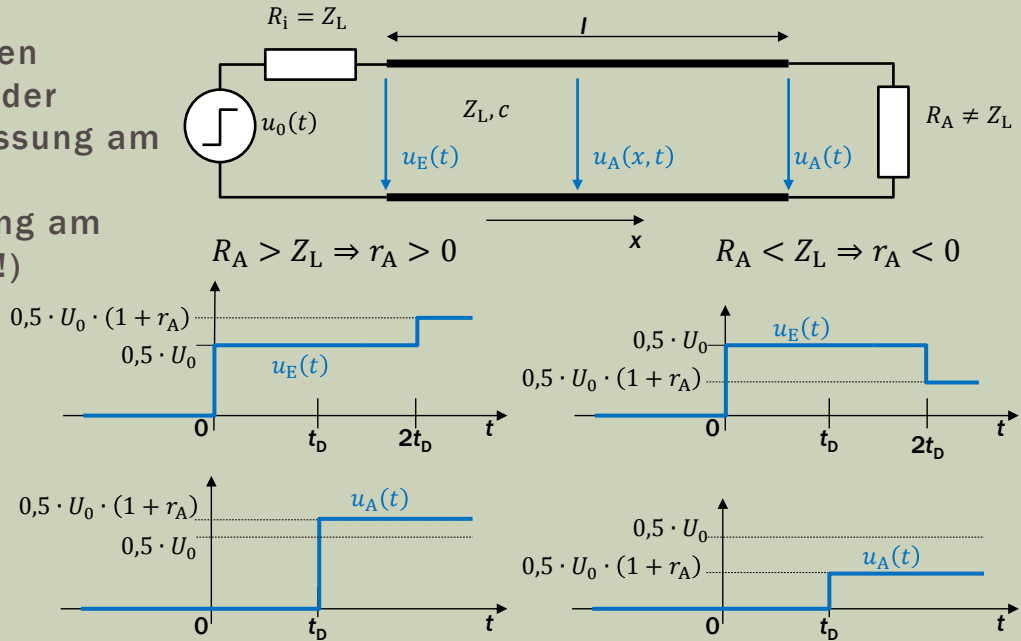 en
der
ssung am
ng am
!)
R_i = Z_L
l
u_0(t)
Z_L, c
R_A ≠ Z_L
u_E(t)
u_A(x, t)
u_A(t)
x
R_A > Z_L ⇒ r_A > 0
R_A < Z_L ⇒ r_A < 0
0,5 · U_0 · (1 + r_A)
0,5 · U_0
u_E(t)
0
t_D
2t_D
t
0,5 · U_0
u_E(t)
0,5 · U_0 · (1 + r_A)
0
t_D
2t_D
t
0,5 · U_0 · (1 + r_A)
u_A(t)
0,5 · U_0
0
t_D
t
0,5 · U_0
0,5 · U_0 · (1 + r_A)
u_A(t)
0
t_D
t